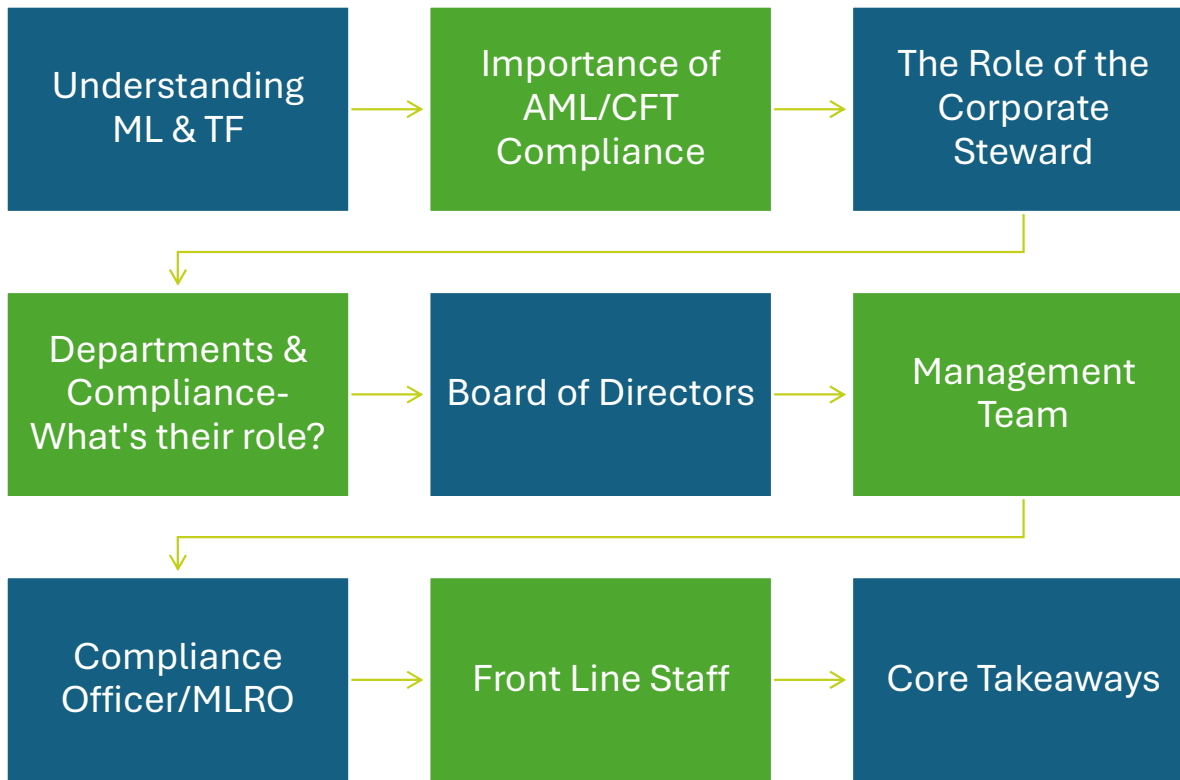 Understanding
ML & TF
Importance of
AML/CFT
Compliance
The Role of the
Corporate
Steward
Departments &
Compliance-
What's their role?
Board of Directors
Management
Team
Compliance
Officer/MLRO
Front Line Staff
Core Takeaways